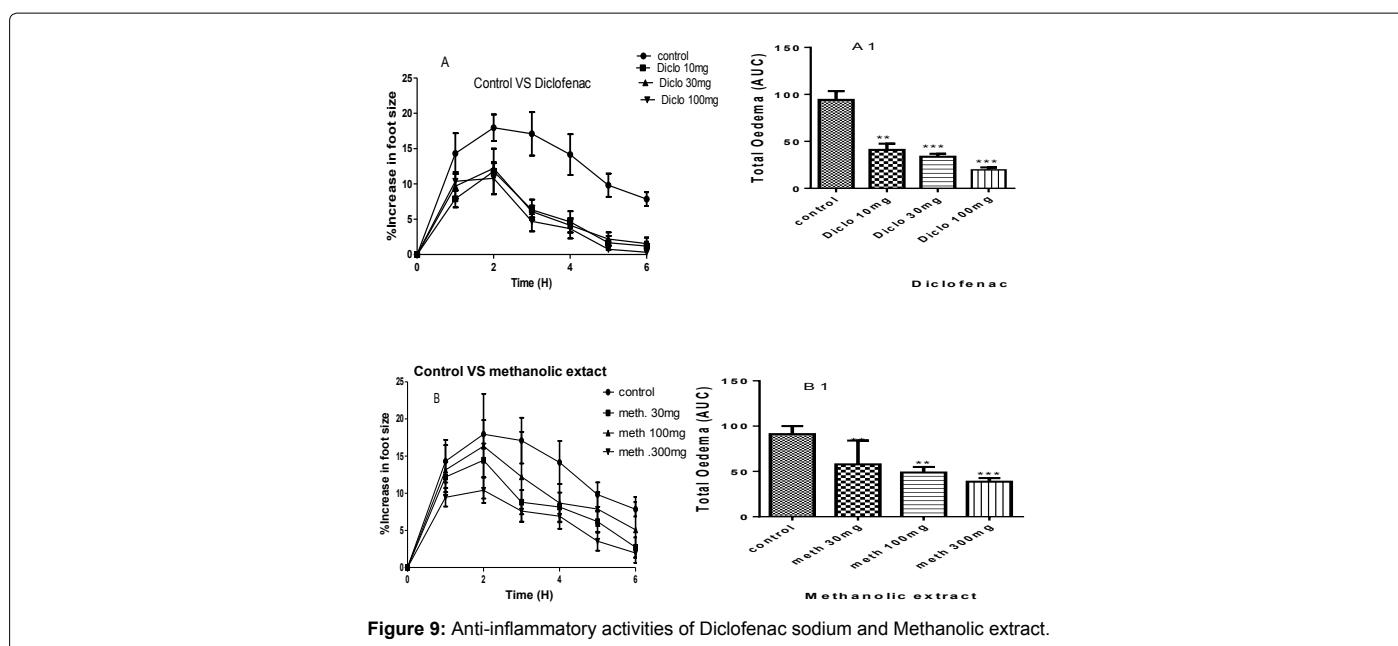 A
Control VS Diclofenac
control
Diclo 10mg
Diclo 30mg
Diclo 100mg
%Increase in foot size
25
20
15
10
5
0
0 2 4 6
Time (H)
A1
Total Oedema (AUC)
150
100
50
0
**
***
***
control
Diclo 10mg
Diclo 30mg
Diclo 100mg
Diclofenac
Control VS methanolic extact
B
control
meth. 30mg
meth 100mg
meth .300mg
%Increase in foot size
25
20
15
10
5
0
0 2 4 6
Time (H)
B1
Total Oedema (AUC)
150
100
50
0
**
**
***
control
meth 30mg
meth 100mg
meth 300mg
Methanolic extract
Figure 9: Anti-inflammatory activities of Diclofenac sodium and Methanolic extract.